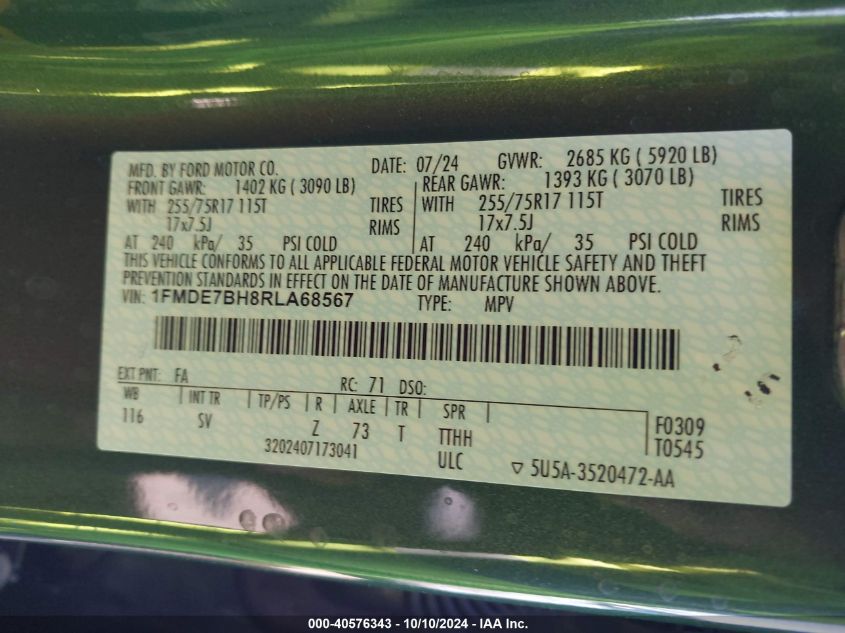 MFD. BY FORD MOTOR CO. DATE: 07/24 GVWR: 2685 KG ( 5920 LB)
FRONT GAWR: 1402 KG ( 3090 LB) REAR GAWR: 1393 KG ( 3070 LB)
WITH 255/75R17 115T TIRES WITH 255/75R17 115T TIRES
17x7.5J RIMS 17x7.5J RIMS
AT 240 kPa/ 35 PSI COLD AT 240 kPa/ 35 PSI COLD
THIS VEHICLE CONFORMS TO ALL APPLICABLE FEDERAL MOTOR VEHICLE SAFETY AND THEFT
PREVENTION STANDARDS IN EFFECT ON THE DATE OF MANUFACTURE SHOWN ABOVE.
VIN: 1FMDE7BH8RLA68567 TYPE: MPV
EXT PNT: FA RC: 71 DSO:
WB INT TR TP/PS R AXLE TR SPR F0309
116 SV Z 73 T TTHH T0545
3202407173041 ULC ▽ 5U5A-3520472-AA
000-40576343 - 10/10/2024 - IAA Inc.